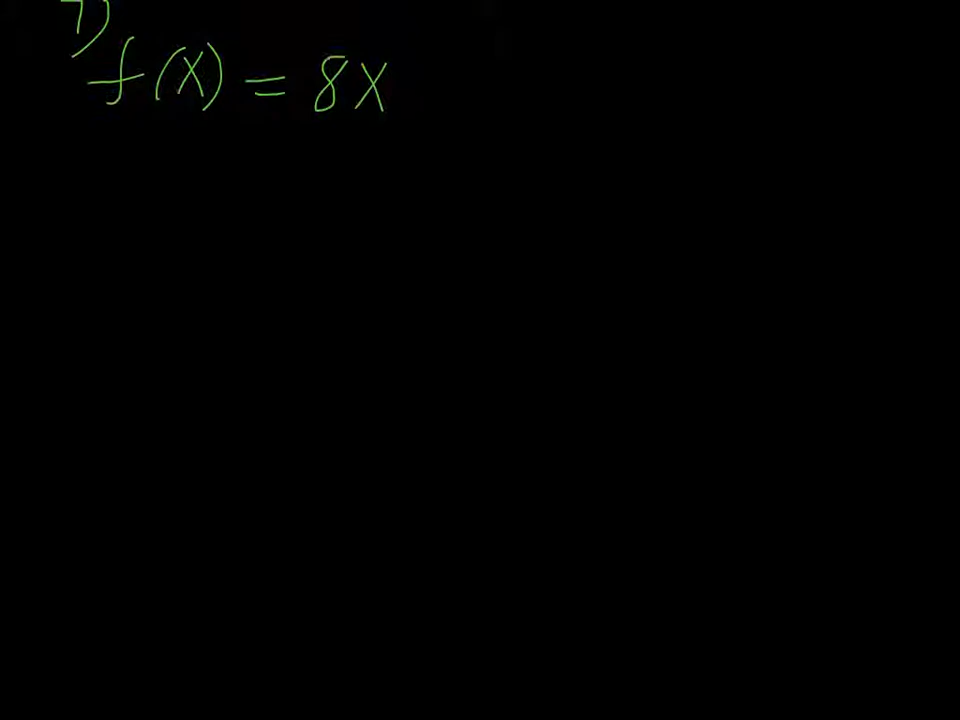 7)
f(x) = 8x